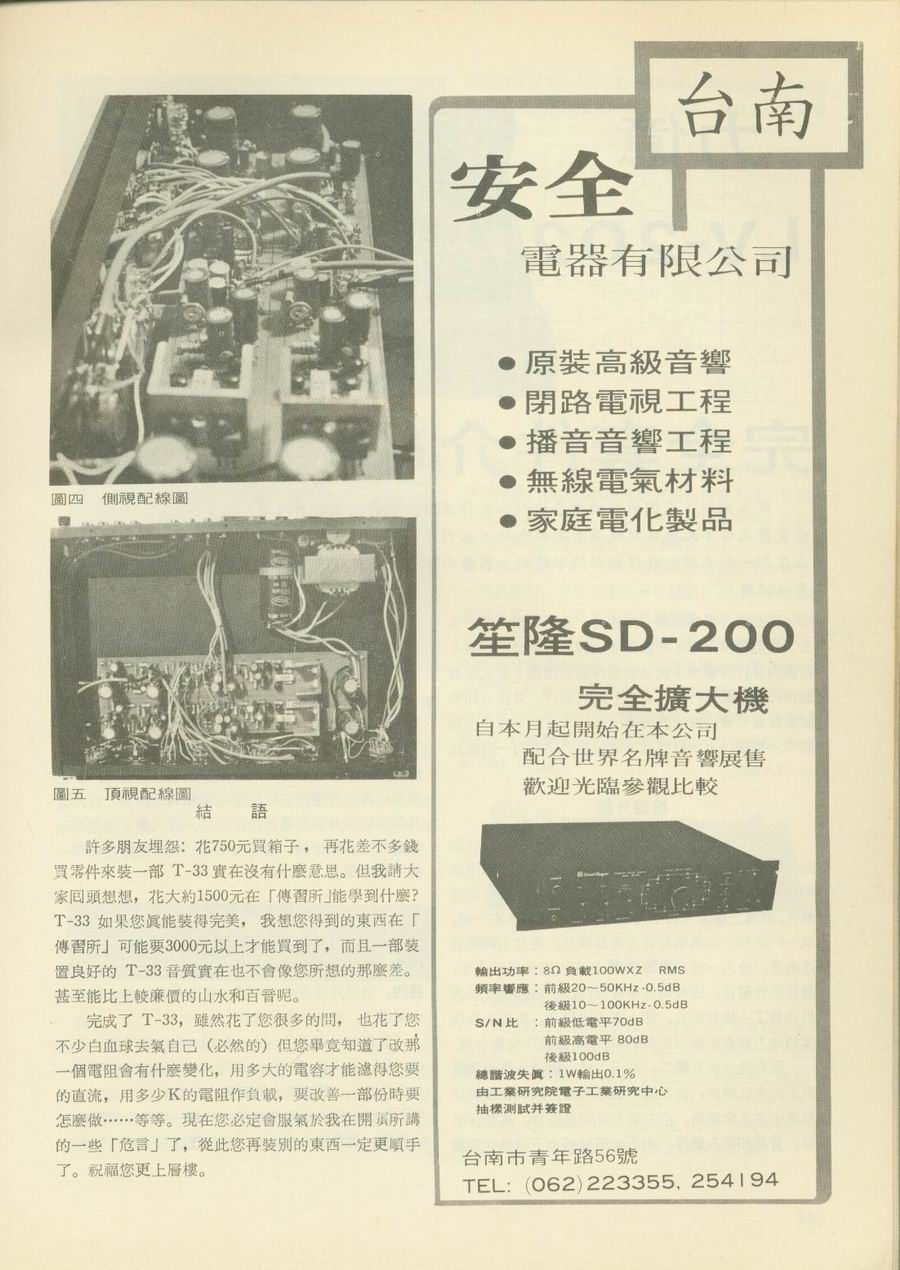 圖四　側視配線圖
圖五　頂視配線圖
結　　語
許多朋友埋怨：花750元買箱子，再花差不多錢
買零件來裝一部 T-33實在沒有什麼意思。但我請大
家回頭想想，花大約1500元在「傳習所」能學到什麼?
T-33 如果您眞能裝得完美， 我想您得到的東西在「
傳習所」可能要3000元以上才能買到了，而且一部裝
置良好的 T-33音質實在也不會像您所想的那麼差。
甚至能比上較廉價的山水和百音呢。
完成了 T-33，雖然花了您很多的問， 也花了您
不少白血球去氣自己（必然的）但您畢竟知道了改那
一個電阻會有什麼變化，用多大的電容才能濾得您要
的直流，用多少K的電阻作負載，要改善一部份時要
怎麼做……等等。現在您必定會服氣於我在開頭所講
的一些「危言」了，從此您再裝別的東西一定更順手
了。祝福您更上層樓。
台南
安全
電器有限公司
●原裝高級音響
●閉路電視工程
●播音音響工程
●無線電氣材料
●家庭電化製品
笙隆SD-200
完全擴大機
自本月起開始在本公司
配合世界名牌音響展售
歡迎光臨參觀比較
輸出功率：8Ω負載100WXZ　RMS
頻率響應：前級20～50KHz-0.5dB
後級10～100KHz-0.5dB
S/N比　：前級低電平70dB
前級高電平 80dB
後級100dB
總諧波失眞：1W輸出0.1%
由工業研究院電子工業研究中心
抽樣測試并簽證
台南市青年路56號
TEL: (062)223355, 254194